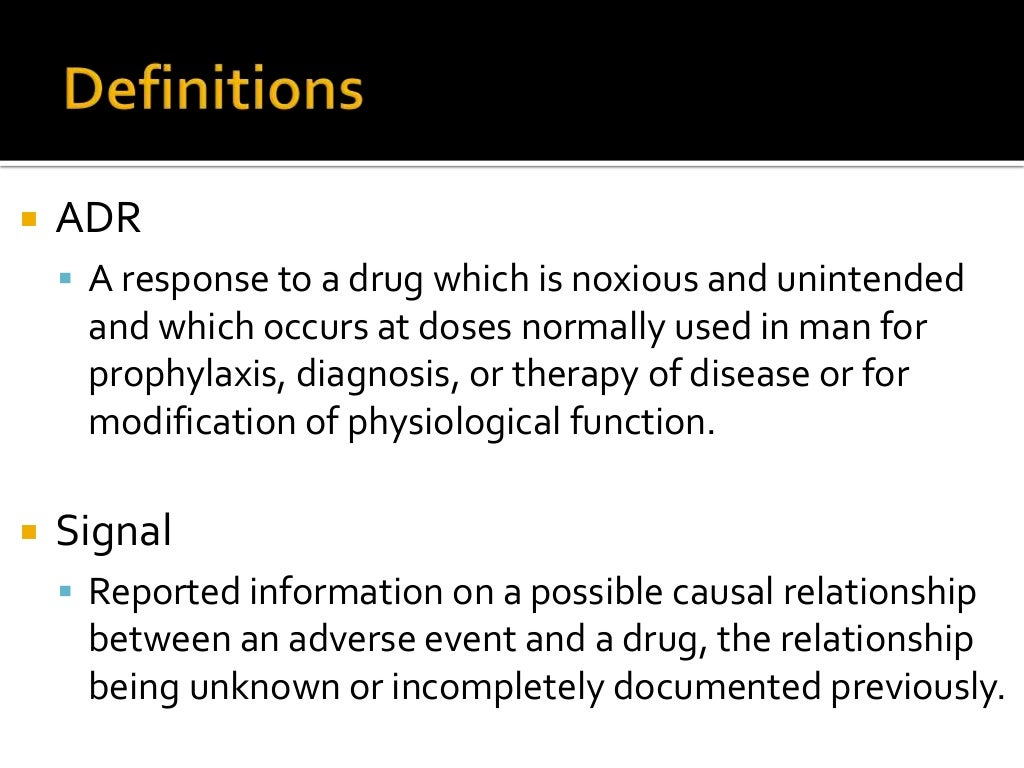 Definitions
ADR
A response to a drug which is noxious and unintended
and which occurs at doses normally used in man for
prophylaxis, diagnosis, or therapy of disease or for
modification of physiological function.
Signal
Reported information on a possible causal relationship
between an adverse event and a drug, the relationship
being unknown or incompletely documented previously.